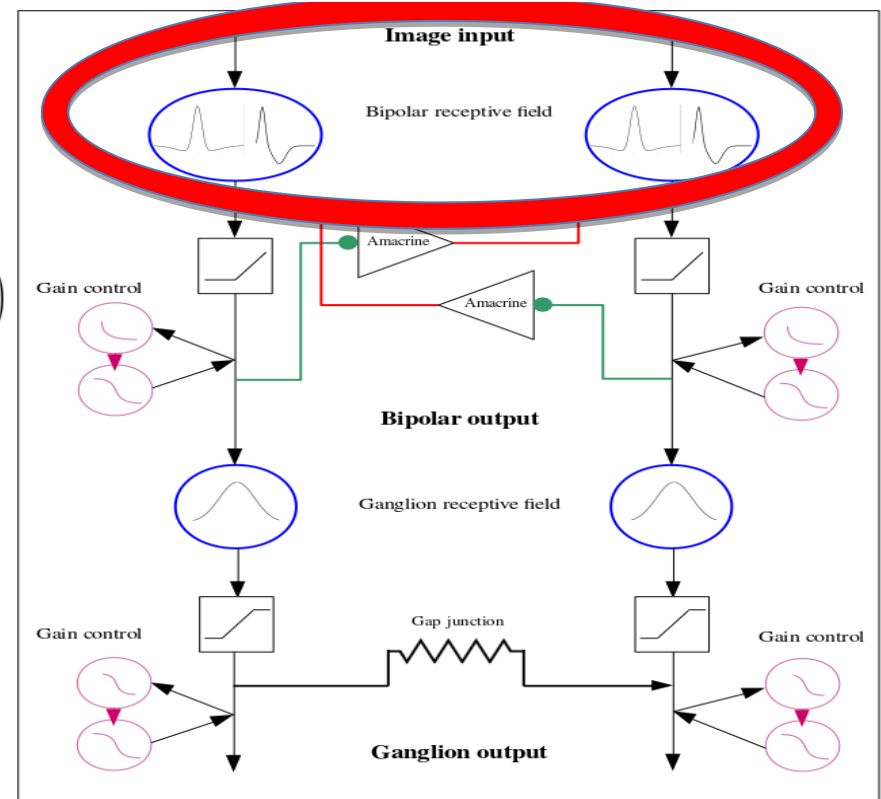 Image input
Bipolar receptive field
Amacrine
Gain control
Gain control
Amacrine
Bipolar output
Ganglion receptive field
Gap junction
Gain control
Gain control
Ganglion output